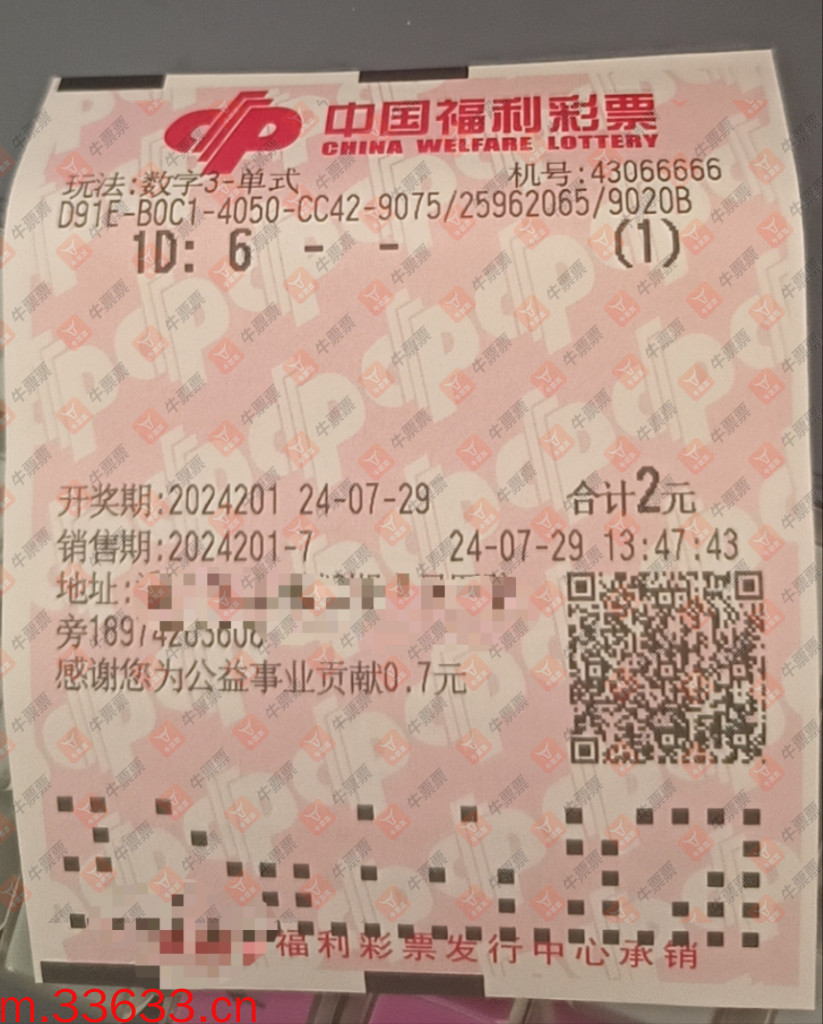 中国福利彩票
CHINA WELFARE LOTTERY
玩法:数字3-单式 机号:43066666
D91E-B0C1-4050-CC42-9075/25962065/9020B
1D: 6 - - (1)
开奖期:2024201 24-07-29 合计2元
销售期:2024201-7 24-07-29 13:47:43
地址:
旁
感谢您为公益事业贡献0.7元
福利彩票发行中心承销
m.33633.cn
牛票票